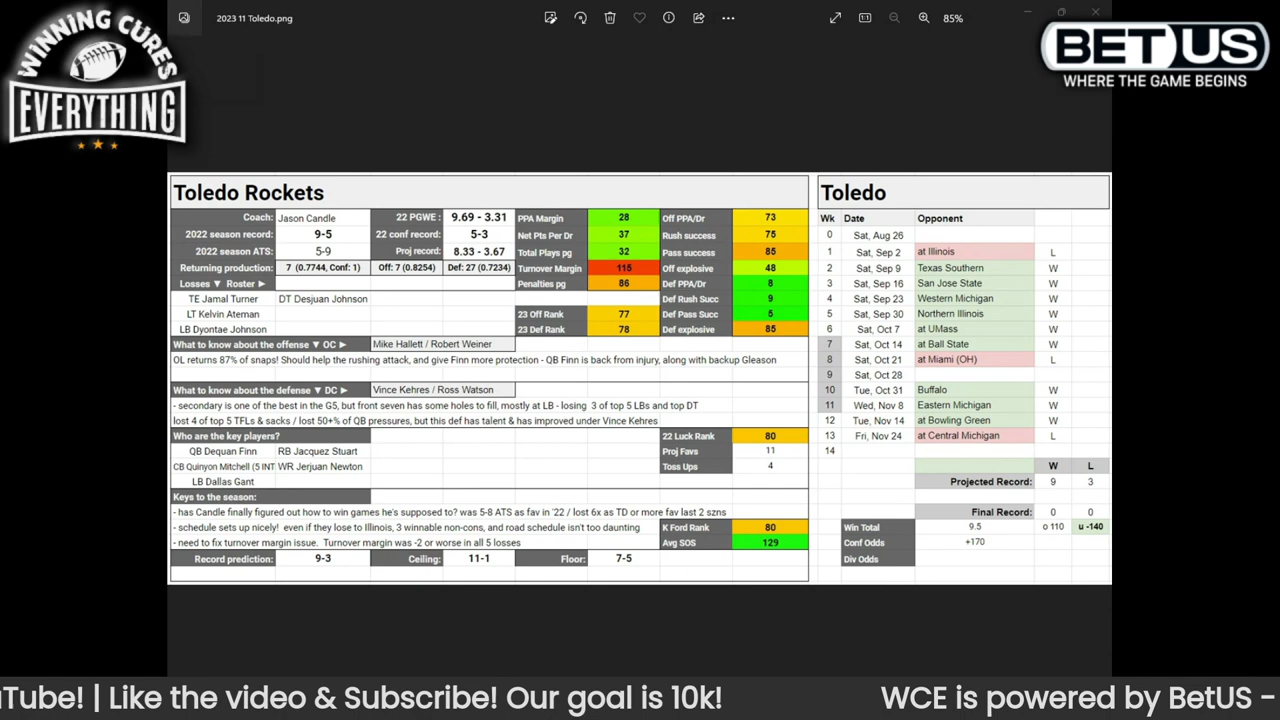 2023 11 Toledo.png
85%
WINNING CURES
EVERYTHING
BETUS
WHERE THE GAME BEGINS
Toledo Rockets
Coach: Jason Candle 22 PGWE : 9.69 - 3.31 PPA Margin 28 Off PPA/Dr 73
2022 season record: 9-5 22 conf record: 5-3 Net Pts Per Dr 37 Rush success 75
2022 season ATS: 5-9 Proj record: 8.33 - 3.67 Total Plays pg 32 Pass success 85
Returning production: 7 (0.7744, Conf: 1) Off: 7 (0.8254) Def: 27 (0.7234) Turnover Margin 115 Off explosive 48
Losses ▼ Roster ► Penalties pg 86 Def PPA/Dr 8
TE Jamal Turner DT Desjuan Johnson Def Rush Succ 9
LT Kelvin Ateman 23 Off Rank 77 Def Pass Succ 5
LB Dyontae Johnson 23 Def Rank 78 Def explosive 85
What to know about the offense ▼ OC ► Mike Hallett / Robert Weiner
OL returns 87% of snaps! Should help the rushing attack, and give Finn more protection - QB Finn is back from injury, along with backup Gleason
What to know about the defense ▼ DC ► Vince Kehres / Ross Watson
- secondary is one of the best in the G5, but front seven has some holes to fill, mostly at LB - losing 3 of top 5 LBs and top DT
lost 4 of top 5 TFLs & sacks / lost 50+% of QB pressures, but this def has talent & has improved under Vince Kehres
Who are the key players? 22 Luck Rank 80
QB Dequan Finn RB Jacquez Stuart Proj Favs 11
CB Quinyon Mitchell (5 INT WR Jerjuan Newton Toss Ups 4
LB Dallas Gant
Keys to the season:
- has Candle finally figured out how to win games he's supposed to? was 5-8 ATS as fav in '22 / lost 6x as TD or more fav last 2 szns
- schedule sets up nicely! even if they lose to Illinois, 3 winnable non-cons, and road schedule isn't too daunting K Ford Rank 80
- need to fix turnover margin issue. Turnover margin was -2 or worse in all 5 losses Avg SOS 129
Record prediction: 9-3 Ceiling: 11-1 Floor: 7-5
Toledo
Wk Date Opponent
0 Sat, Aug 26
1 Sat, Sep 2 at Illinois L
2 Sat, Sep 9 Texas Southern W
3 Sat, Sep 16 San Jose State W
4 Sat, Sep 23 Western Michigan W
5 Sat, Sep 30 Northern Illinois W
6 Sat, Oct 7 at UMass W
7 Sat, Oct 14 at Ball State W
8 Sat, Oct 21 at Miami (OH) L
9 Sat, Oct 28
10 Tue, Oct 31 Buffalo W
11 Wed, Nov 8 Eastern Michigan W
12 Tue, Nov 14 at Bowling Green W
13 Fri, Nov 24 at Central Michigan L
14
W L
Projected Record: 9 3
Final Record: 0 0
Win Total 9.5 o 110 u -140
Conf Odds +170
Div Odds
uTube! | Like the video & Subscribe! Our goal is 10k! WCE is powered by BetUS -